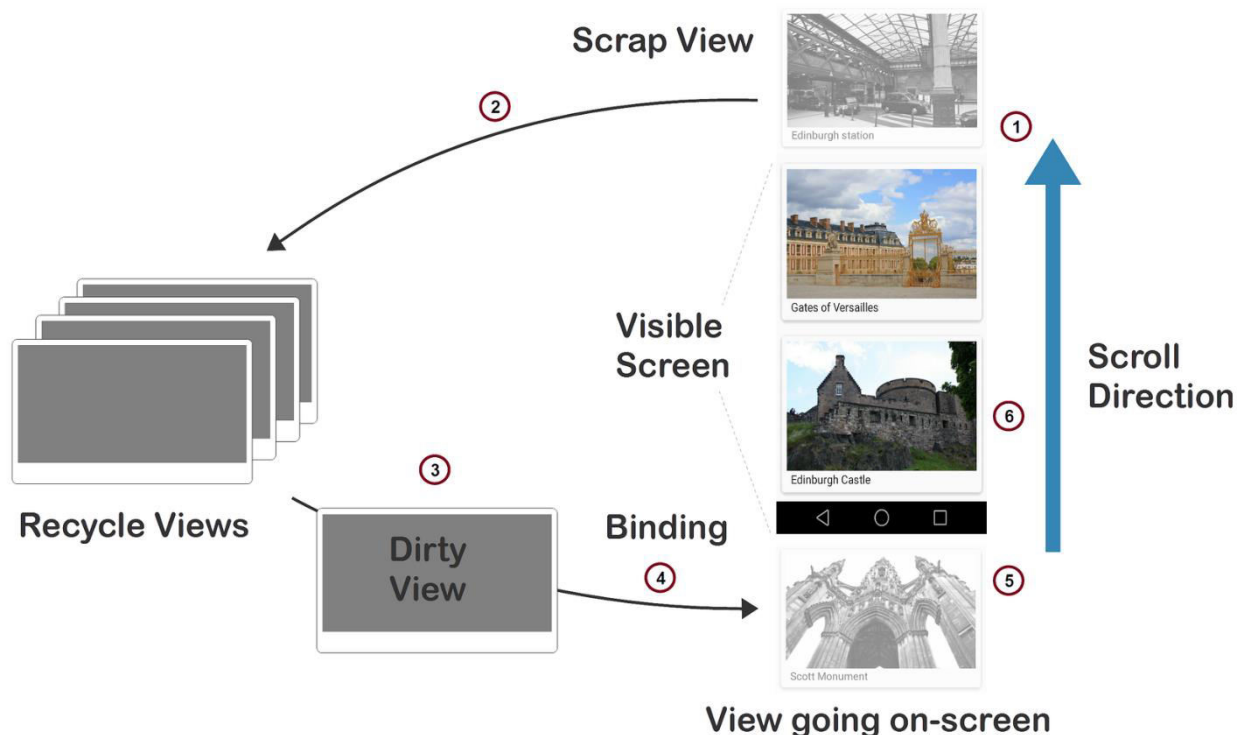 Scrap View
2
Edinburgh station
1
Gates of Versailles
Visible
Screen
Scroll
Direction
6
Edinburgh Castle
3
Recycle Views
Dirty
View
Binding
4
5
Scott Monument
View going on-screen